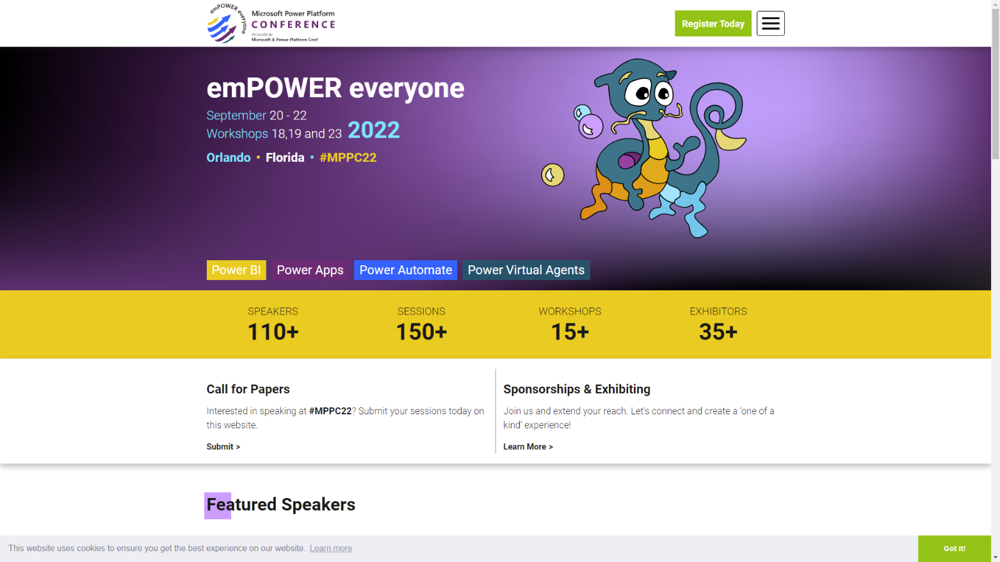 emPOWER everyone
Microsoft Power Platform
CONFERENCE
PRODUCED BY
Microsoft & Power Platform Conf
Register Today
emPOWER everyone
September 20 - 22
Workshops 18,19 and 23 2022
Orlando • Florida • #MPPC22
Power BI Power Apps Power Automate Power Virtual Agents
SPEAKERS SESSIONS WORKSHOPS EXHIBITORS
110+ 150+ 15+ 35+
Call for Papers
Interested in speaking at #MPPC22? Submit your sessions today on
this website.
Submit >
Sponsorships & Exhibiting
Join us and extend your reach. Let’s connect and create a ‘one of a
kind’ experience!
Learn More >
Featured Speakers
This website uses cookies to ensure you get the best experience on our website. Learn more
Got it!